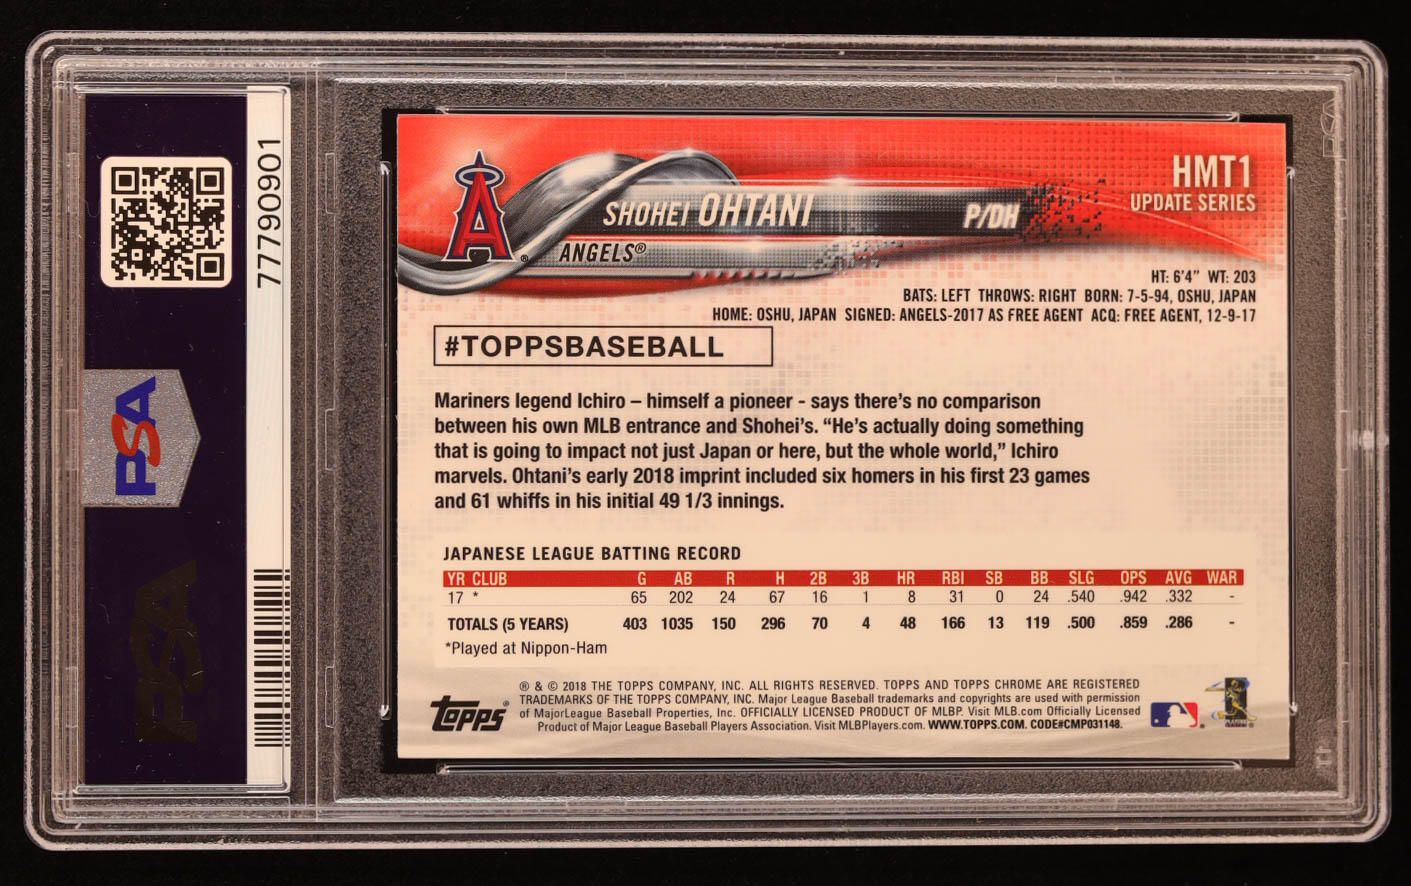 77790901
PSA
PSA
HMT1
UPDATE SERIES
SHOHEI OHTANI
P/DH
ANGELS®
HT: 6'4" WT: 203
BATS: LEFT THROWS: RIGHT BORN: 7-5-94, OSHU, JAPAN
HOME: OSHU, JAPAN SIGNED: ANGELS-2017 AS FREE AGENT ACQ: FREE AGENT, 12-9-17
#TOPPSBASEBALL
Mariners legend Ichiro – himself a pioneer - says there's no comparison
between his own MLB entrance and Shohei's. "He's actually doing something
that is going to impact not just Japan or here, but the whole world," Ichiro
marvels. Ohtani's early 2018 imprint included six homers in his first 23 games
and 61 whiffs in his initial 49 1/3 innings.
JAPANESE LEAGUE BATTING RECORD
YR CLUB G AB R H 2B 3B HR RBI SB BB SLG OPS AVG WAR
17 * 65 202 24 67 16 1 8 31 0 24 .540 .942 .332 -
TOTALS (5 YEARS) 403 1035 150 296 70 4 48 166 13 119 .500 .859 .286 -
*Played at Nippon-Ham
Topps®
® & © 2018 THE TOPPS COMPANY, INC. ALL RIGHTS RESERVED. TOPPS AND TOPPS CHROME ARE REGISTERED
TRADEMARKS OF THE TOPPS COMPANY, INC. Major League Baseball trademarks and copyrights are used with permission
of MajorLeague Baseball Properties, Inc. OFFICIALLY LICENSED PRODUCT OF MLBP. Visit MLB.com Officially Licensed
Product of Major League Baseball Players Association. Visit MLBPlayers.com. WWW.TOPPS.COM. CODE#CMP031148.